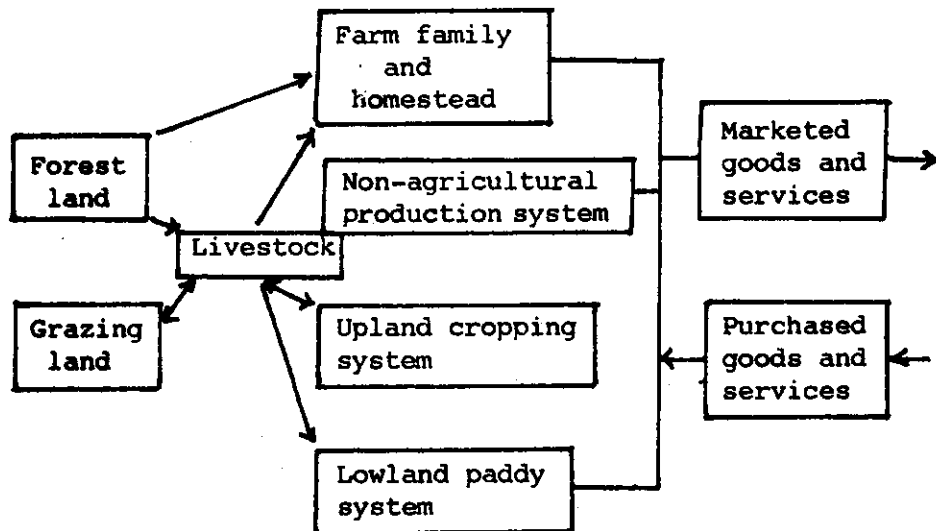 Farm family
and
homestead
Forest
land
Non-agricultural
production system
Livestock
Grazing
land
Upland cropping
system
Lowland paddy
system
Marketed
goods and
services
Purchased
goods and
services